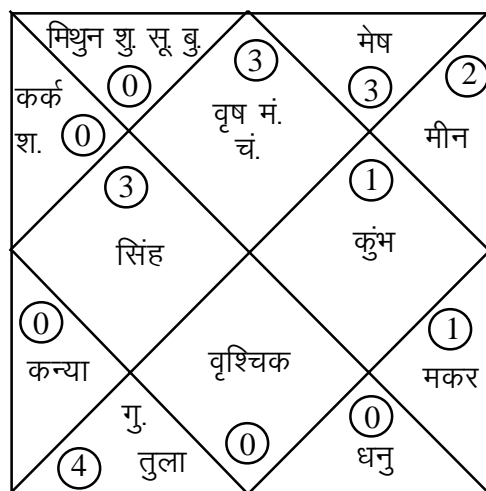 मिथुन शु. सू. बु.
0
3
वृष मं.
चं.
मेष
3
2
मीन
कर्क
श.
0
3
सिंह
1
कुंभ
0
कन्या
वृश्चिक
0
1
मकर
गु.
तुला
4
0
धनु